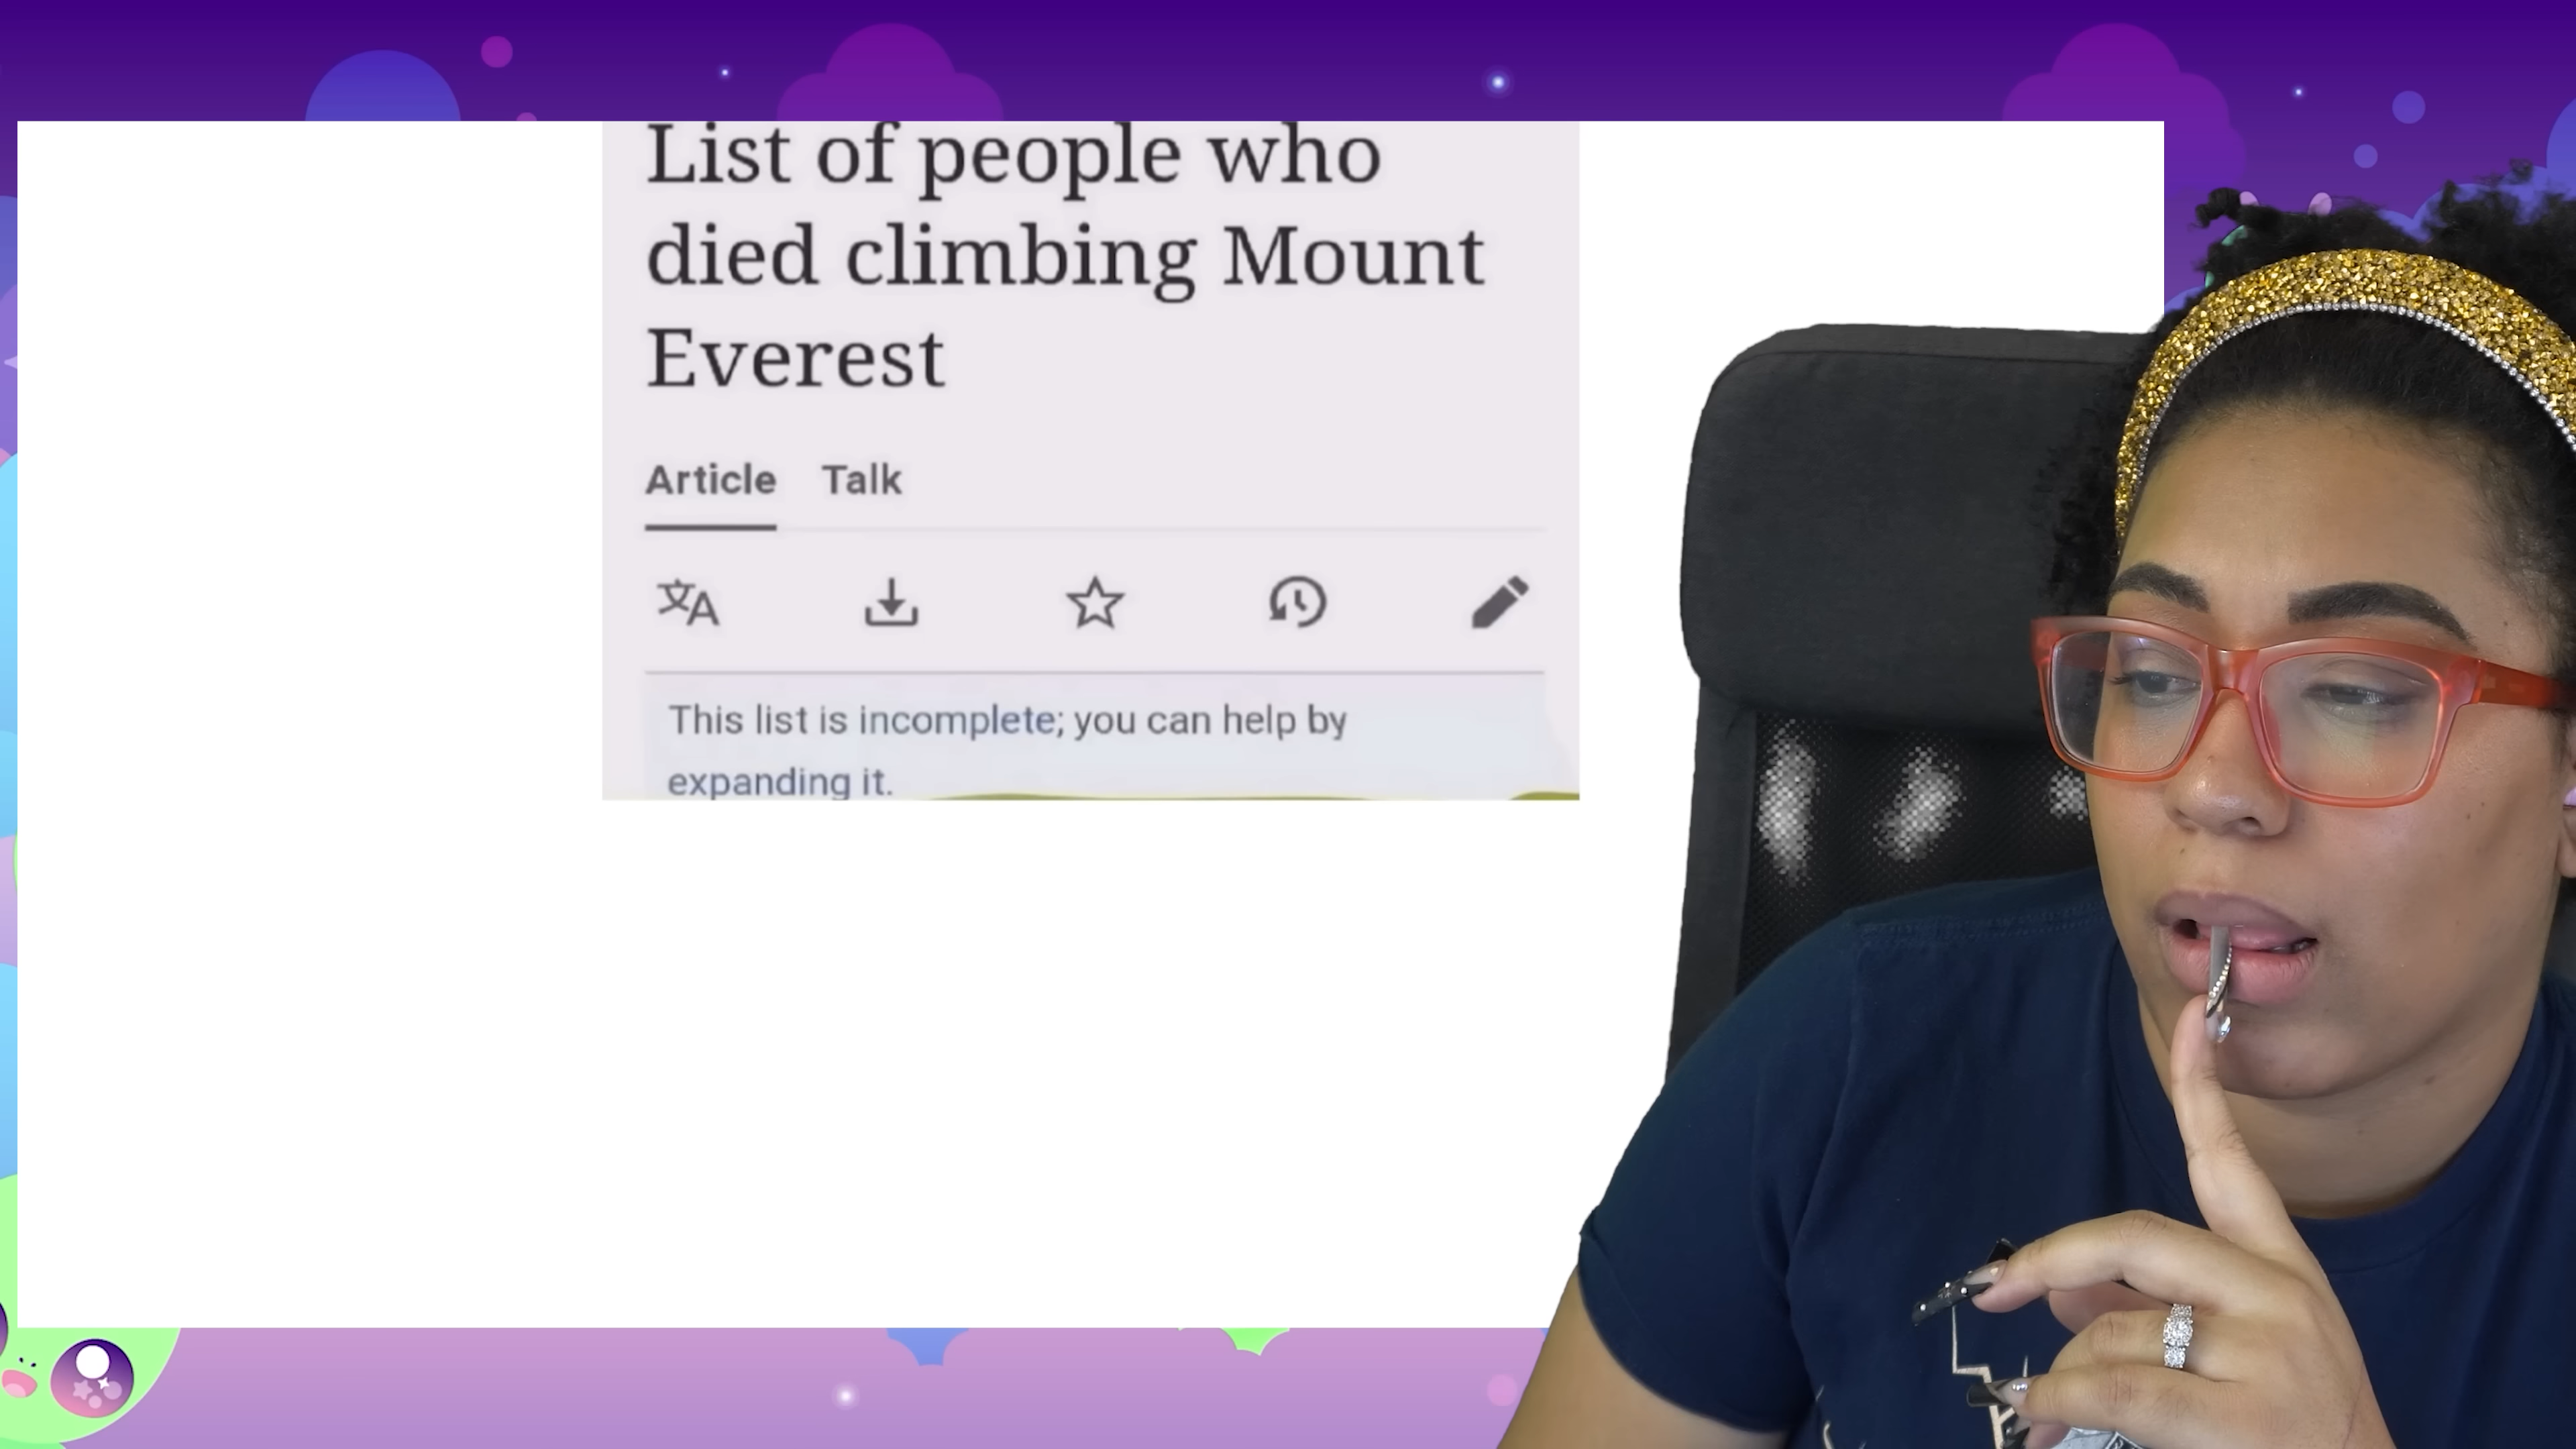 List of people who
died climbing Mount
Everest
Article Talk
This list is incomplete; you can help by
expanding it.